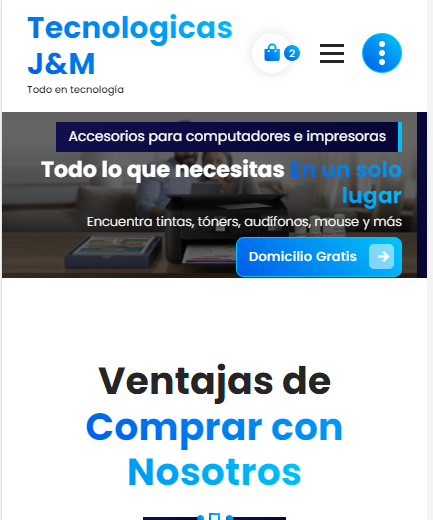 Tecnologicas
J&M
Todo en tecnología
2
Accesorios para computadores e impresoras
Todo lo que necesitas En un solo
lugar
Encuentra tintas, tóners, audífonos, mouse y más
Domicilio Gratis
Ventajas de
Comprar con
Nosotros